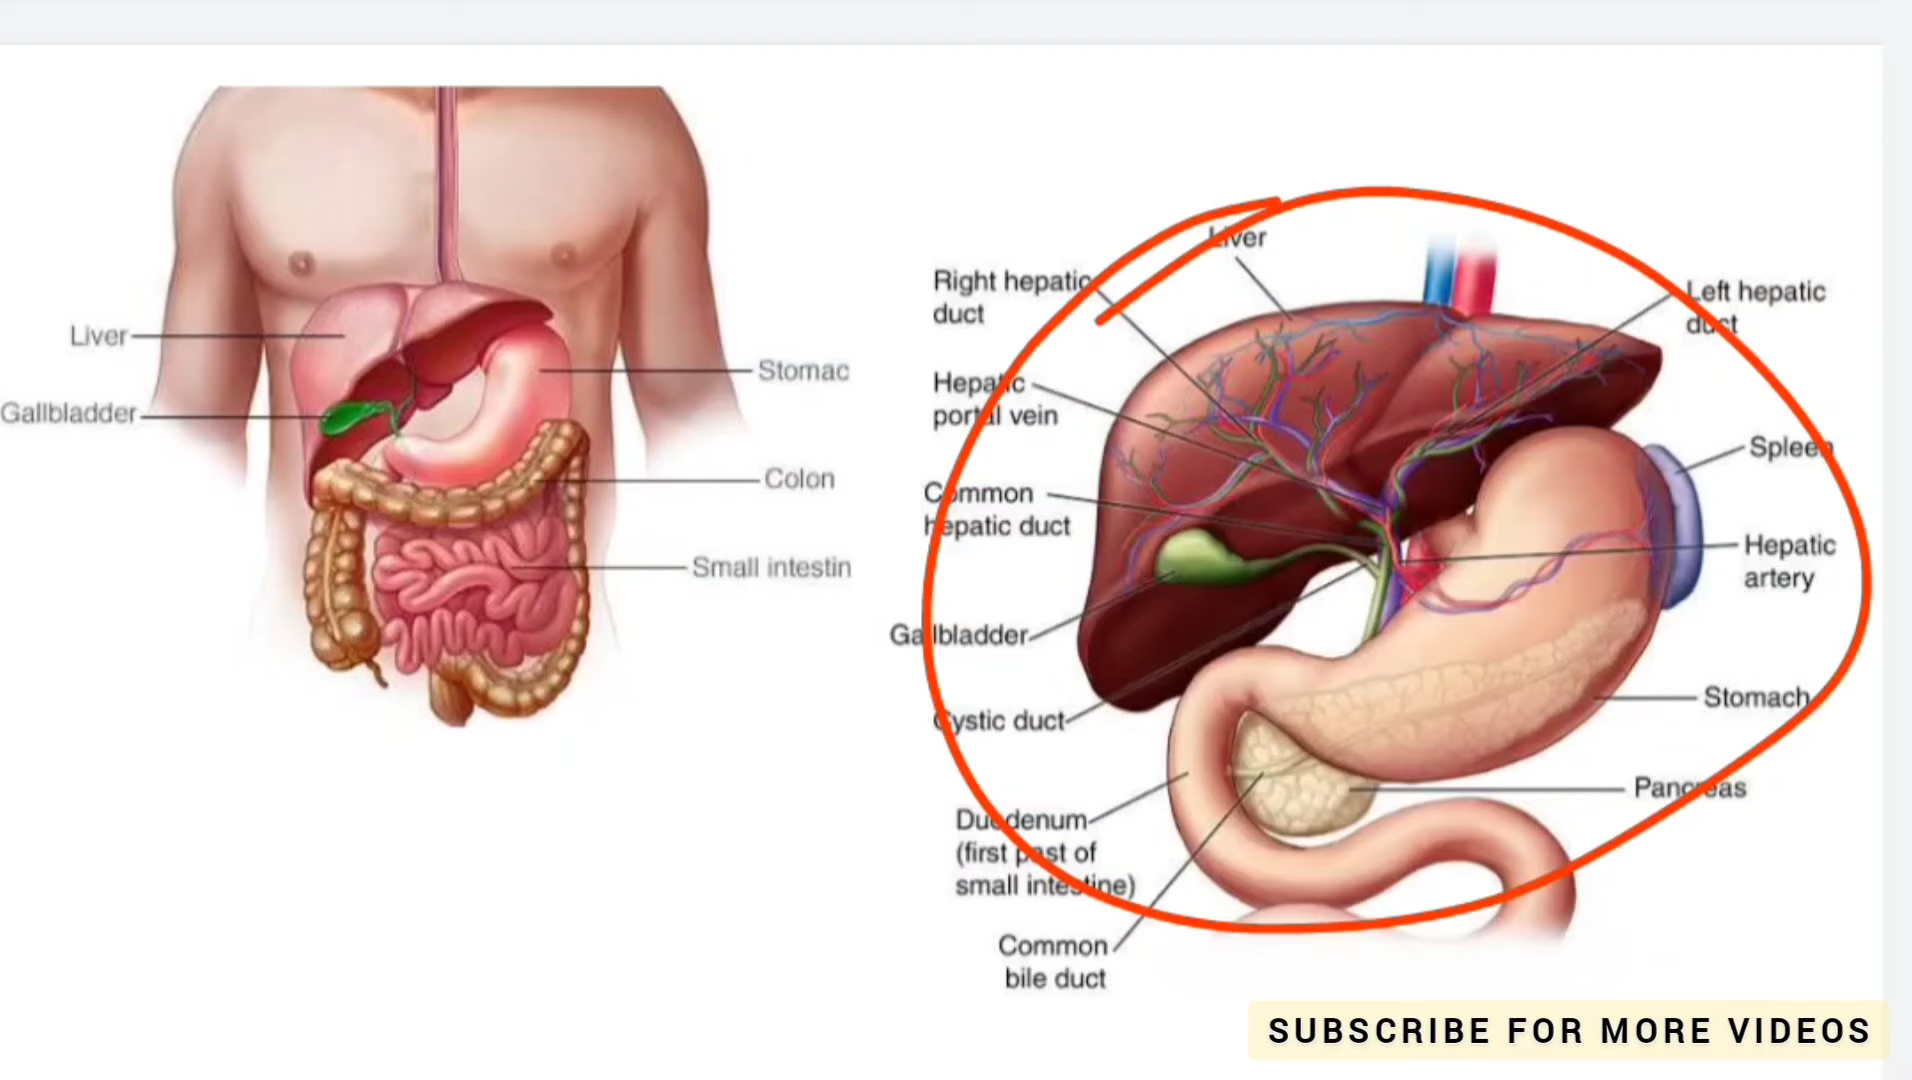 Liver
Gallbladder
Stomac
Colon
Small intestin
Liver
Right hepatic
duct
Hepatic
portal vein
Common
hepatic duct
Gallbladder
Cystic duct
Duodenum
(first past of
small intestine)
Common
bile duct
Left hepatic
duct
Spleen
Hepatic
artery
Stomach
Pancreas
SUBSCRIBE FOR MORE VIDEOS